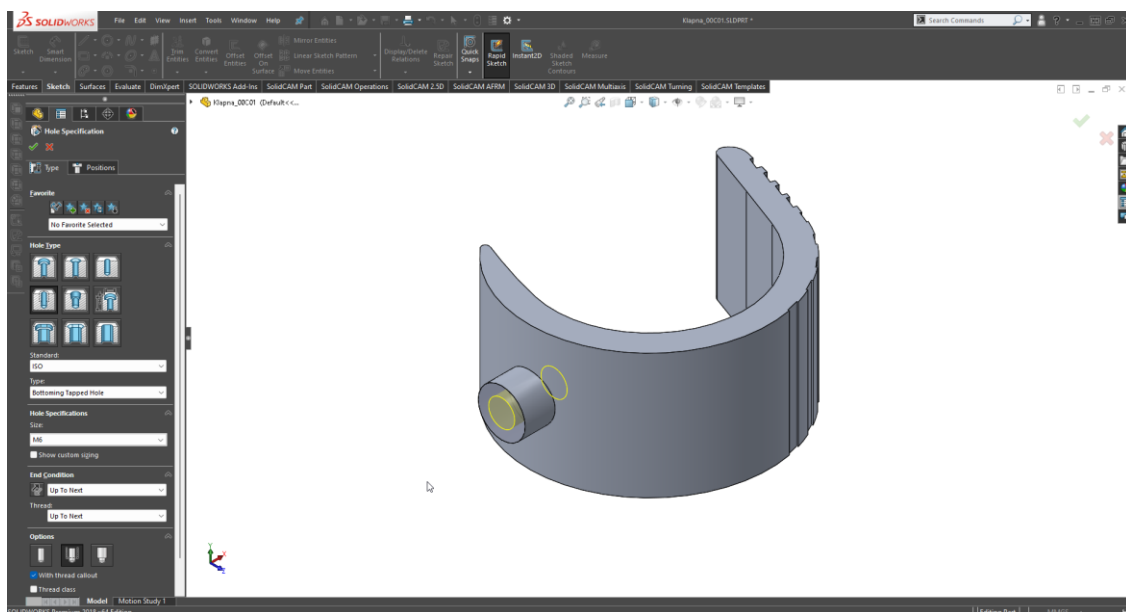 SOLIDWORKS File Edit View Insert Tools Window Help Klapna_00C01.SLDPRT * Search Commands
Sketch Smart Dimension Trim Entities Convert Entities Offset Entities Offset On Surface Mirror Entities Linear Sketch Pattern Move Entities Display/Delete Relations Repair Sketch Quick Snaps Rapid Sketch Instant2D Shaded Sketch Contours Measure
Features Sketch Surfaces Evaluate DimXpert SOLIDWORKS Add-Ins SolidCAM Part SolidCAM Operations SolidCAM 2.5D SolidCAM AFRM SolidCAM 3D SolidCAM Multiaxis SolidCAM Turning SolidCAM Templates
Klapna_00C01 (Default<<...
Hole Specification
Type Positions
Favorite
No Favorite Selected
Hole Type
Standard:
ISO
Type:
Bottoming Tapped Hole
Hole Specifications
Size:
M6
Show custom sizing
End Condition
Up To Next
Thread:
Up To Next
Options
With thread callout
Thread class
Model Motion Study 1
SOLIDWORKS Premium 2018 x64 Edition Editing Part
Y
X
Z